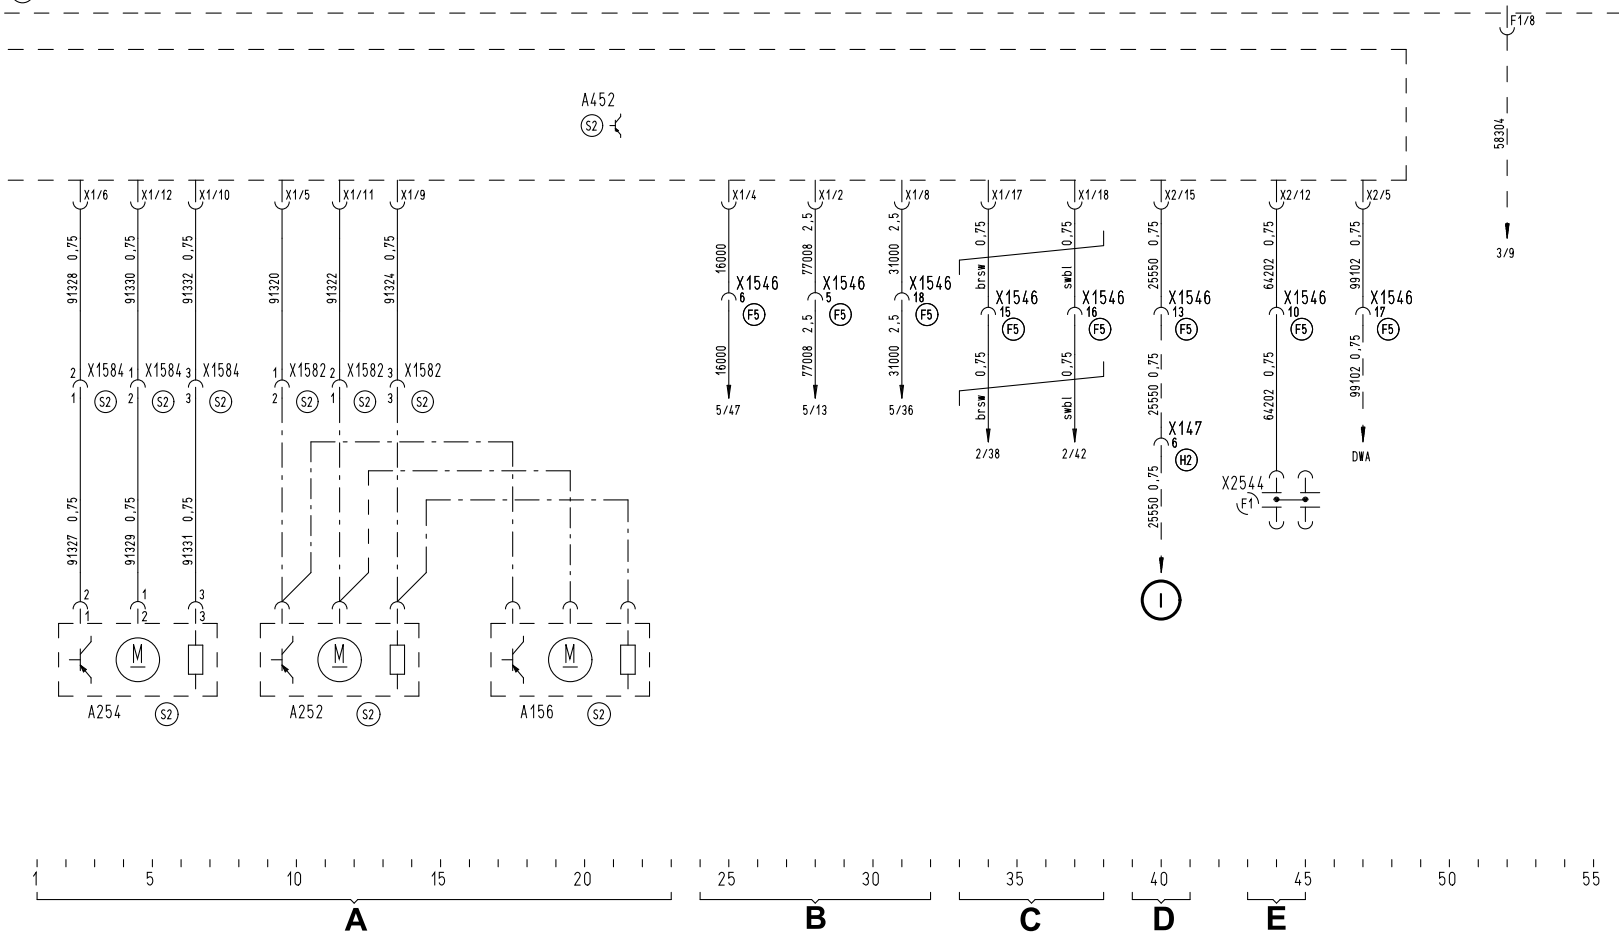 F1/8
A452
S2
58304
3/9
X1/6 X1/12 X1/10 X1/5 X1/11 X1/9 X1/4 X1/2 X1/8 X1/17 X1/18 X2/15 X2/12 X2/5
91328 0,75
91330 0,75
91332 0,75
91320
91322
91324 0,75
16000
77008 2,5
31000 2,5
brsw 0,75
swbl 0,75
25550 0,75
64202 0,75
99102 0,75
X1546 6 F5
X1546 5 F5
X1546 18 F5
X1546 15 F5
X1546 16 F5
X1546 13 F5
X1546 10 F5
X1546 17 F5
2 X1584 1 X1584 3 X1584 1 X1582 2 X1582 3 X1582
1 S2 2 S2 3 S2 2 S2 1 S2 3 S2
16000
77008 2,5
31000 2,5
brsw 0,75
swbl 0,75
25550 0,75
64202 0,75
99102 0,75
5/47 5/13 5/36
2/38 2/42
X147
6
H2
DWA
X2544
F1
25550 0,75
91327 0,75
91329 0,75
91331 0,75
2 1 3
1 2 3
M M M
I
A254 S2 A252 S2 A156 S2
1 5 10 15 20 25 30 35 40 45 50 55
A B C D E